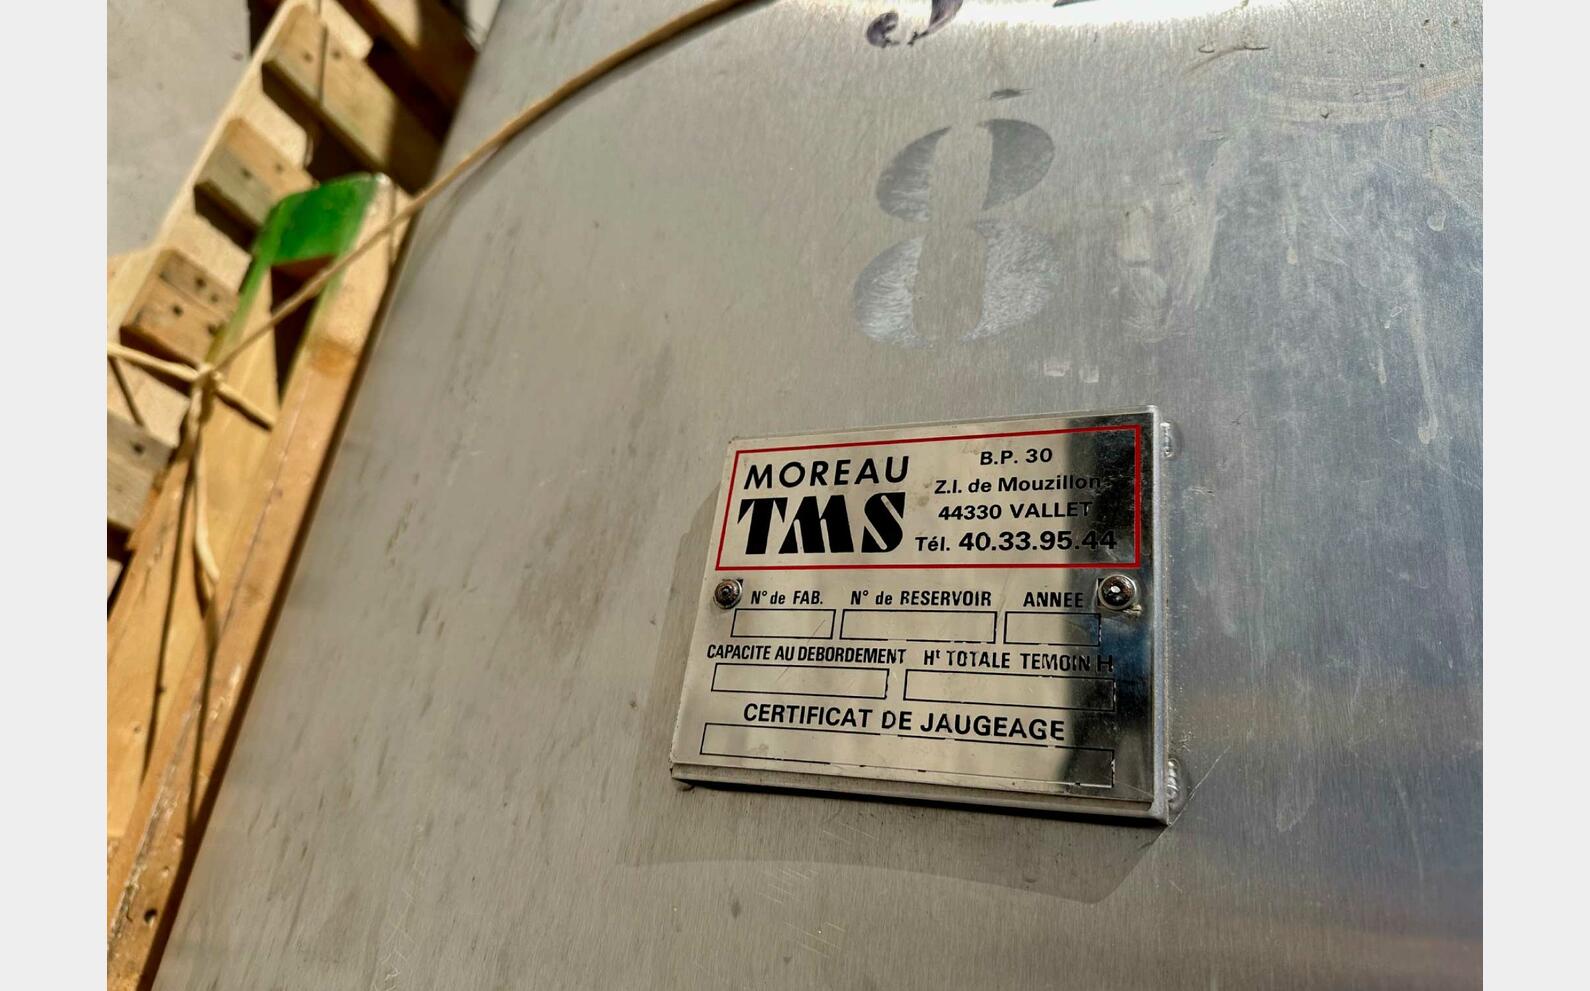 8
MOREAU
TMS
B.P. 30
Z.I. de Mouzillon
44330 VALLET
Tél. 40.33.95.44
N° de FAB. N° de RESERVOIR ANNEE
CAPACITE AU DEBORDEMENT Ht TOTALE TEMOIN H
CERTIFICAT DE JAUGEAGE